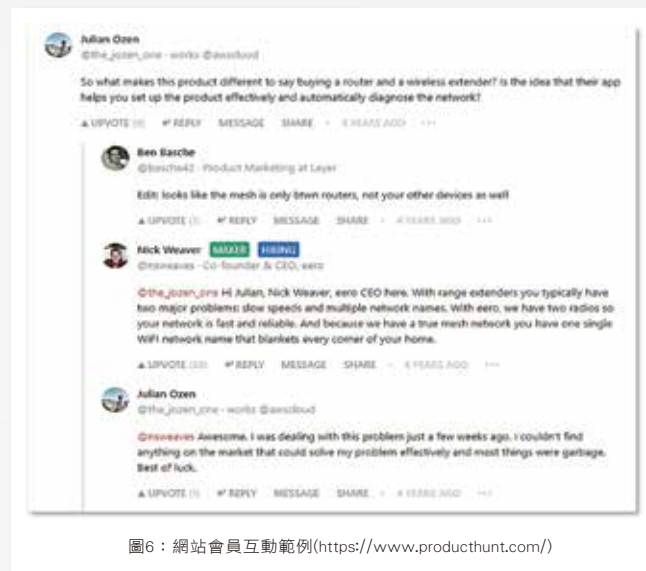 Julian Ozen
@the_jozen_one · works @awscloud
So what makes this product different to say buying a router and a wireless extender? Is the idea that their app
helps you set up the product effectively and automatically diagnose the network?
▲ UPVOTE REPLY MESSAGE SHARE · 4 YEARS AGO ···
Ben Basche
@basche42 · Product Marketing at Layer
Edit: looks like the mesh is only btwn routers, not your other devices as well
▲ UPVOTE REPLY MESSAGE SHARE · 4 YEARS AGO ···
Nick Weaver MAKER HIRING
@nsweaves · Co-founder & CEO, eero
@the_jozen_one Hi Julian, Nick Weaver, eero CEO here. With range extenders you typically have
two major problems: slow speeds and multiple network names. With eero, we have two radios so
your network is fast and reliable. And because we have a true mesh network you have one single
WiFi network name that blankets every corner of your home.
▲ UPVOTE REPLY MESSAGE SHARE · 4 YEARS AGO ···
Julian Ozen
@the_jozen_one · works @awscloud
@nsweaves Awesome. I was dealing with this problem just a few weeks ago. I couldn't find
anything on the market that could solve my problem effectively and most things were garbage.
Best of luck.
▲ UPVOTE REPLY MESSAGE SHARE · 4 YEARS AGO ···
圖6：網站會員互動範例(https://www.producthunt.com/)